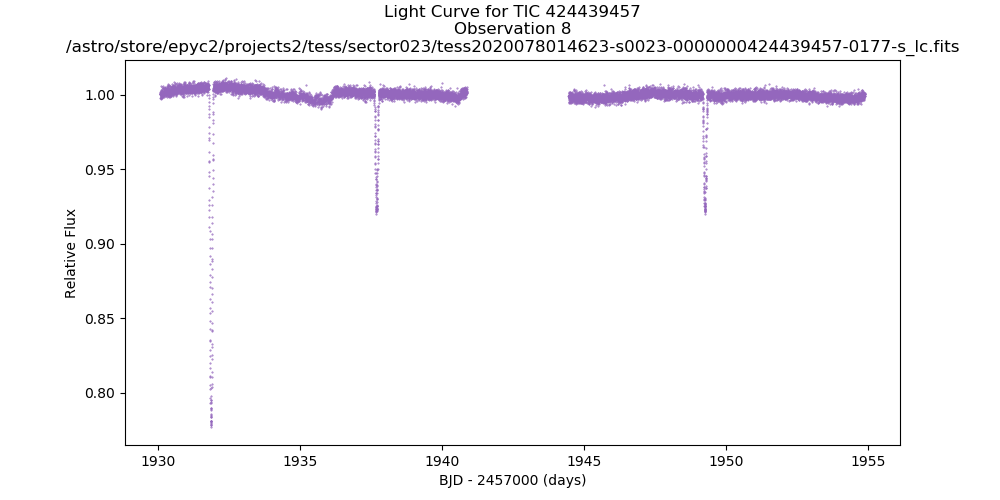 Light Curve for TIC 424439457
Observation 8
/astro/store/epyc2/projects2/tess/sector023/tess2020078014623-s0023-0000000424439457-0177-s_lc.fits
1.00
0.95
0.90
0.85
0.80
Relative Flux
1930 1935 1940 1945 1950 1955
BJD - 2457000 (days)